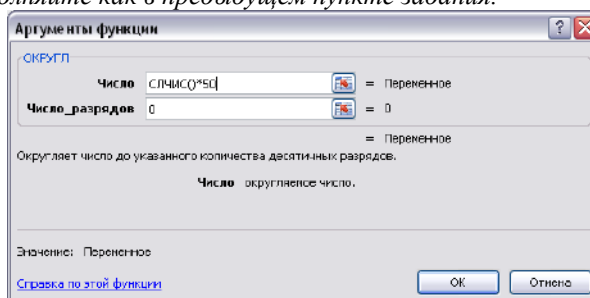 олняйте как в предыдущем пункте задания.
Аргументы функции
ОКРУГЛ
Число СЛЧИС()*50 = Переменное
Число_разрядов 0 = 0
= Переменное
Округляет число до указанного количества десятичных разрядов.
Число округляемое число.
Значение: Переменное
Справка по этой функции
ОК Отмена